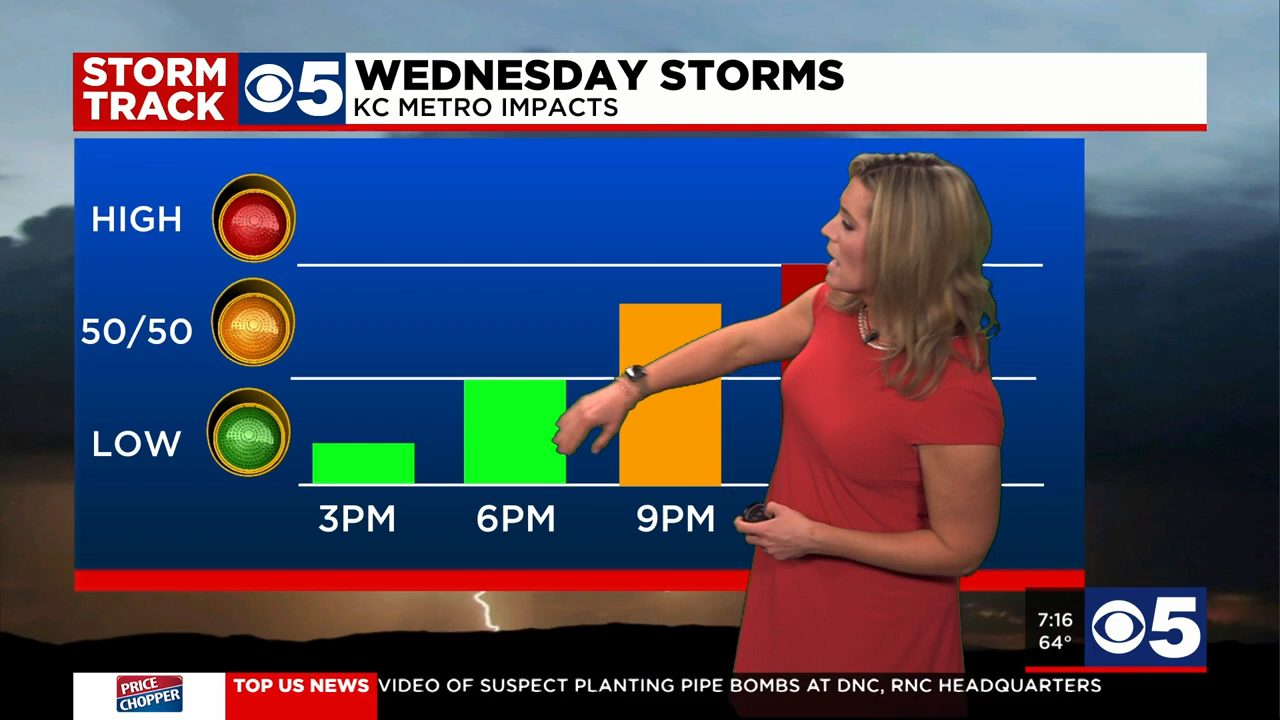 STORM
TRACK
5
WEDNESDAY STORMS
KC METRO IMPACTS
HIGH
50/50
LOW
3PM
6PM
9PM
7:16
64°
5
PRICE
CHOPPER
TOP US NEWS
VIDEO OF SUSPECT PLANTING PIPE BOMBS AT DNC, RNC HEADQUARTERS